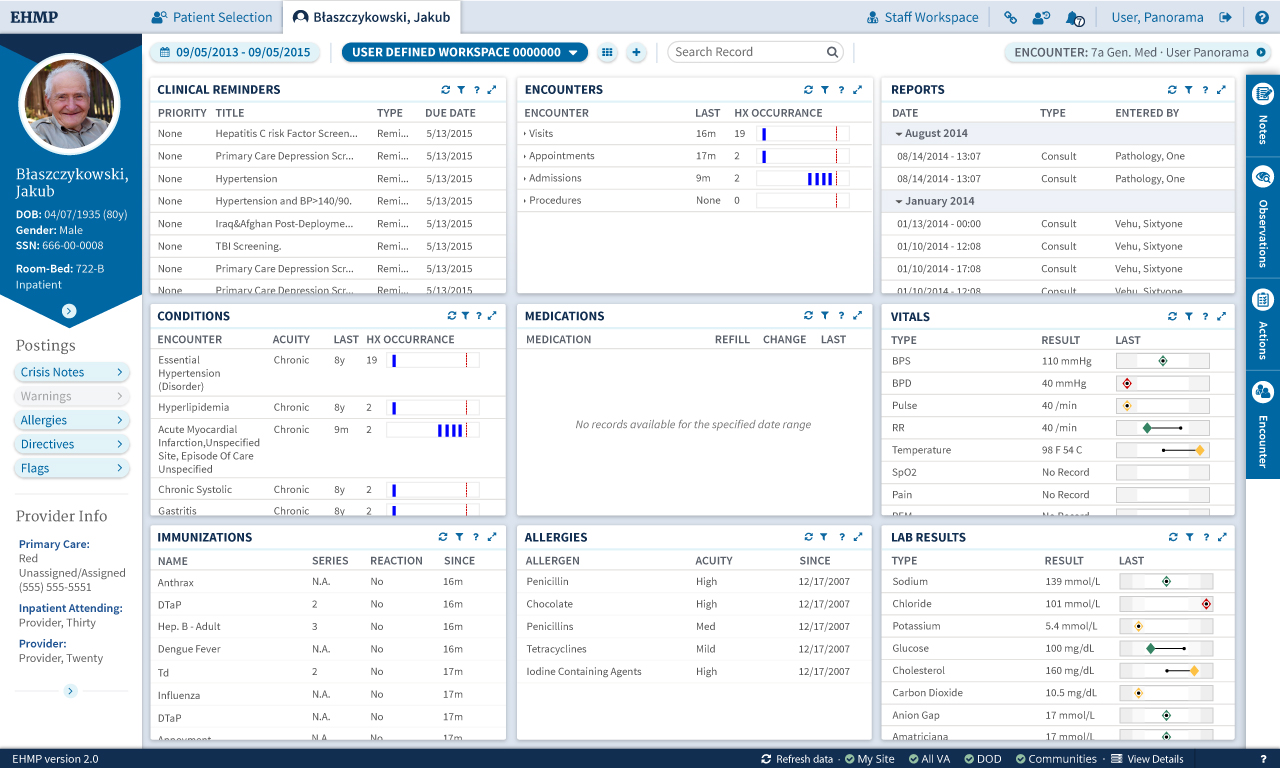 EHMP
Patient Selection
Błaszczykowski, Jakub
Staff Workspace
7
User, Panorama
?
09/05/2013 - 09/05/2015
USER DEFINED WORKSPACE 0000000
+
Search Record
ENCOUNTER: 7a Gen. Med · User Panorama
Błaszczykowski,
Jakub
DOB: 04/07/1935 (80y)
Gender: Male
SSN: 666-00-0008
Room-Bed: 722-B
Inpatient
Postings
Crisis Notes
Warnings
Allergies
Directives
Flags
Provider Info
Primary Care:
Red
Unassigned/Assigned
(555) 555-5551
Inpatient Attending:
Provider, Thirty
Provider:
Provider, Twenty
CLINICAL REMINDERS ?
PRIORITY TITLE TYPE DUE DATE
None Hepatitis C risk Factor Screen... Remi... 5/13/2015
None Primary Care Depression Scr... Remi... 5/13/2015
None Hypertension Remi... 5/13/2015
None Hypertension and BP>140/90. Remi... 5/13/2015
None Iraq&Afghan Post-Deployme... Remi... 5/13/2015
None TBI Screening. Remi... 5/13/2015
None Primary Care Depression Scr... Remi... 5/13/2015
None Primary Care Depression Scr... Remi... 5/13/2015
ENCOUNTERS ?
ENCOUNTER LAST HX OCCURRANCE
Visits 16m 19
Appointments 17m 2
Admissions 9m 2
Procedures None 0
REPORTS ?
DATE TYPE ENTERED BY
August 2014
08/14/2014 - 13:07 Consult Pathology, One
08/14/2014 - 13:07 Consult Pathology, One
January 2014
01/13/2014 - 00:00 Consult Vehu, Sixtyone
01/10/2014 - 12:08 Consult Vehu, Sixtyone
01/10/2014 - 17:08 Consult Vehu, Sixtyone
01/10/2014 - 12:08 Consult Vehu, Sixtyone
CONDITIONS ?
ENCOUNTER ACUITY LAST HX OCCURRANCE
Essential Chronic 8y 19
Hypertension
(Disorder)
Hyperlipidemia Chronic 8y 2
Acute Myocardial Chronic 9m 2
Infarction,Unspecified
Site, Episode Of Care
Unspecified
Chronic Systolic Chronic 8y 2
Gastritis Chronic 8y 2
MEDICATIONS ?
MEDICATION REFILL CHANGE LAST
No records available for the specified date range
VITALS ?
TYPE RESULT LAST
BPS 110 mmHg
BPD 40 mmHg
Pulse 40 /min
RR 40 /min
Temperature 98 F 54 C
SpO2 No Record
Pain No Record
No Record
IMMUNIZATIONS ?
NAME SERIES REACTION SINCE
Anthrax N.A. No 16m
DTaP 2 No 16m
Hep. B - Adult 3 No 16m
Dengue Fever N.A. No 16m
Td 2 No 17m
Influenza N.A. No 17m
DTaP N.A. No 17m
N.A. No 17m
ALLERGIES ?
ALLERGEN ACUITY SINCE
Penicillin High 12/17/2007
Chocolate High 12/17/2007
Penicillins Med 12/17/2007
Tetracyclines Mild 12/17/2007
Iodine Containing Agents High 12/17/2007
LAB RESULTS ?
TYPE RESULT LAST
Sodium 139 mmol/L
Chloride 101 mmol/L
Potassium 5.4 mmol/L
Glucose 100 mg/dL
Cholesterol 160 mg/dL
Carbon Dioxide 10.5 mg/dL
Anion Gap 17 mmol/L
Amatriciana 17 mmol/L
Notes
Observations
Actions
Encounter
EHMP version 2.0
Refresh data · My Site All VA DOD Communities · View Details
?